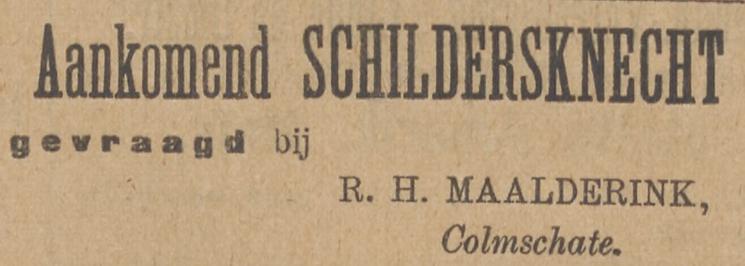 Aankomend SCHILDERSKNECHT
gevraagd bij
R. H. MAALDERINK,
Colmschate.